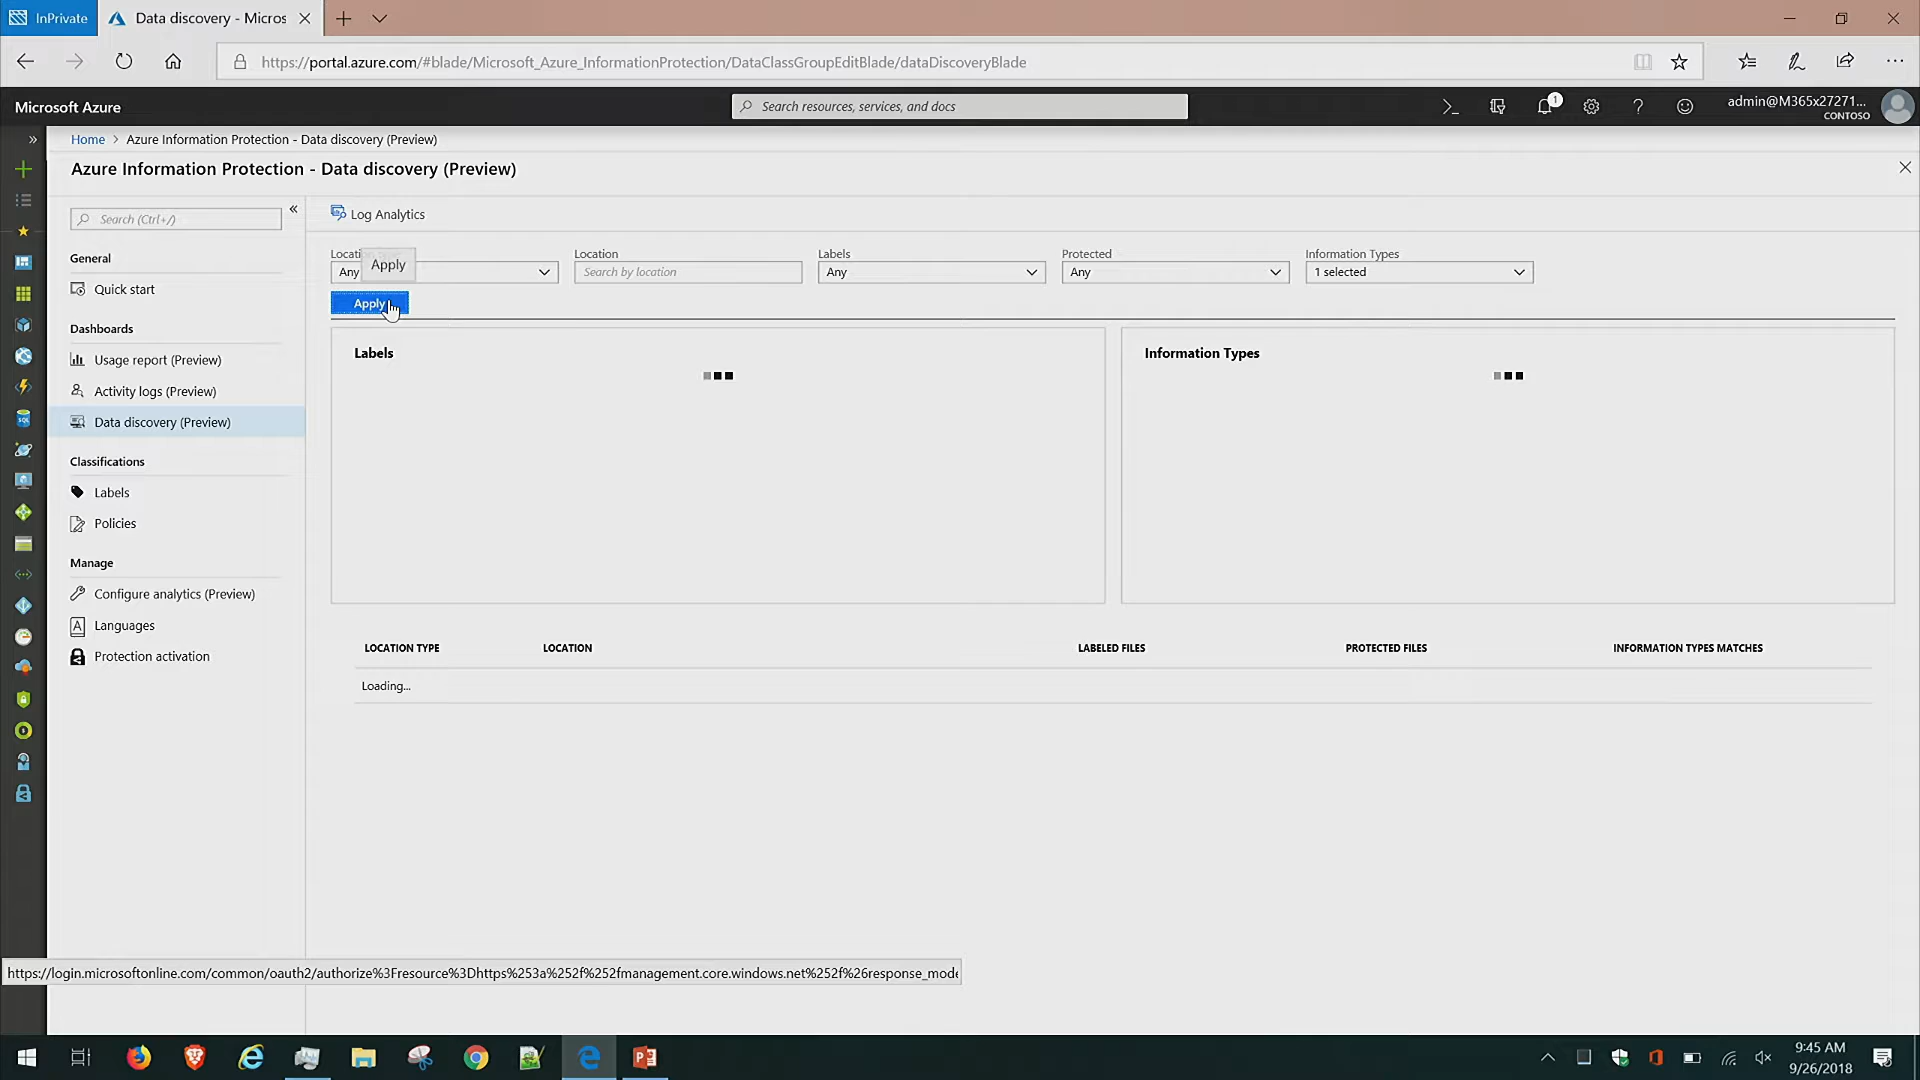 InPrivate
Data discovery - Micros
https://portal.azure.com/#blade/Microsoft_Azure_InformationProtection/DataClassGroupEditBlade/dataDiscoveryBlade
Microsoft Azure
Search resources, services, and docs
1
admin@M365x27271...
CONTOSO
Home > Azure Information Protection - Data discovery (Preview)
Azure Information Protection - Data discovery (Preview)
Search (Ctrl+/)
General
Quick start
Dashboards
Usage report (Preview)
Activity logs (Preview)
Data discovery (Preview)
Classifications
Labels
Policies
Manage
Configure analytics (Preview)
Languages
Protection activation
Log Analytics
Location Labels Protected Information Types
Any Search by location Any Any 1 selected
Apply
Apply
Labels
Information Types
LOCATION TYPE LOCATION LABELED FILES PROTECTED FILES INFORMATION TYPES MATCHES
Loading...
https://login.microsoftonline.com/common/oauth2/authorize%3Fresource%3Dhttps%253a%252f%252fmanagement.core.windows.net%252f%26response_mode
9:45 AM
9/26/2018